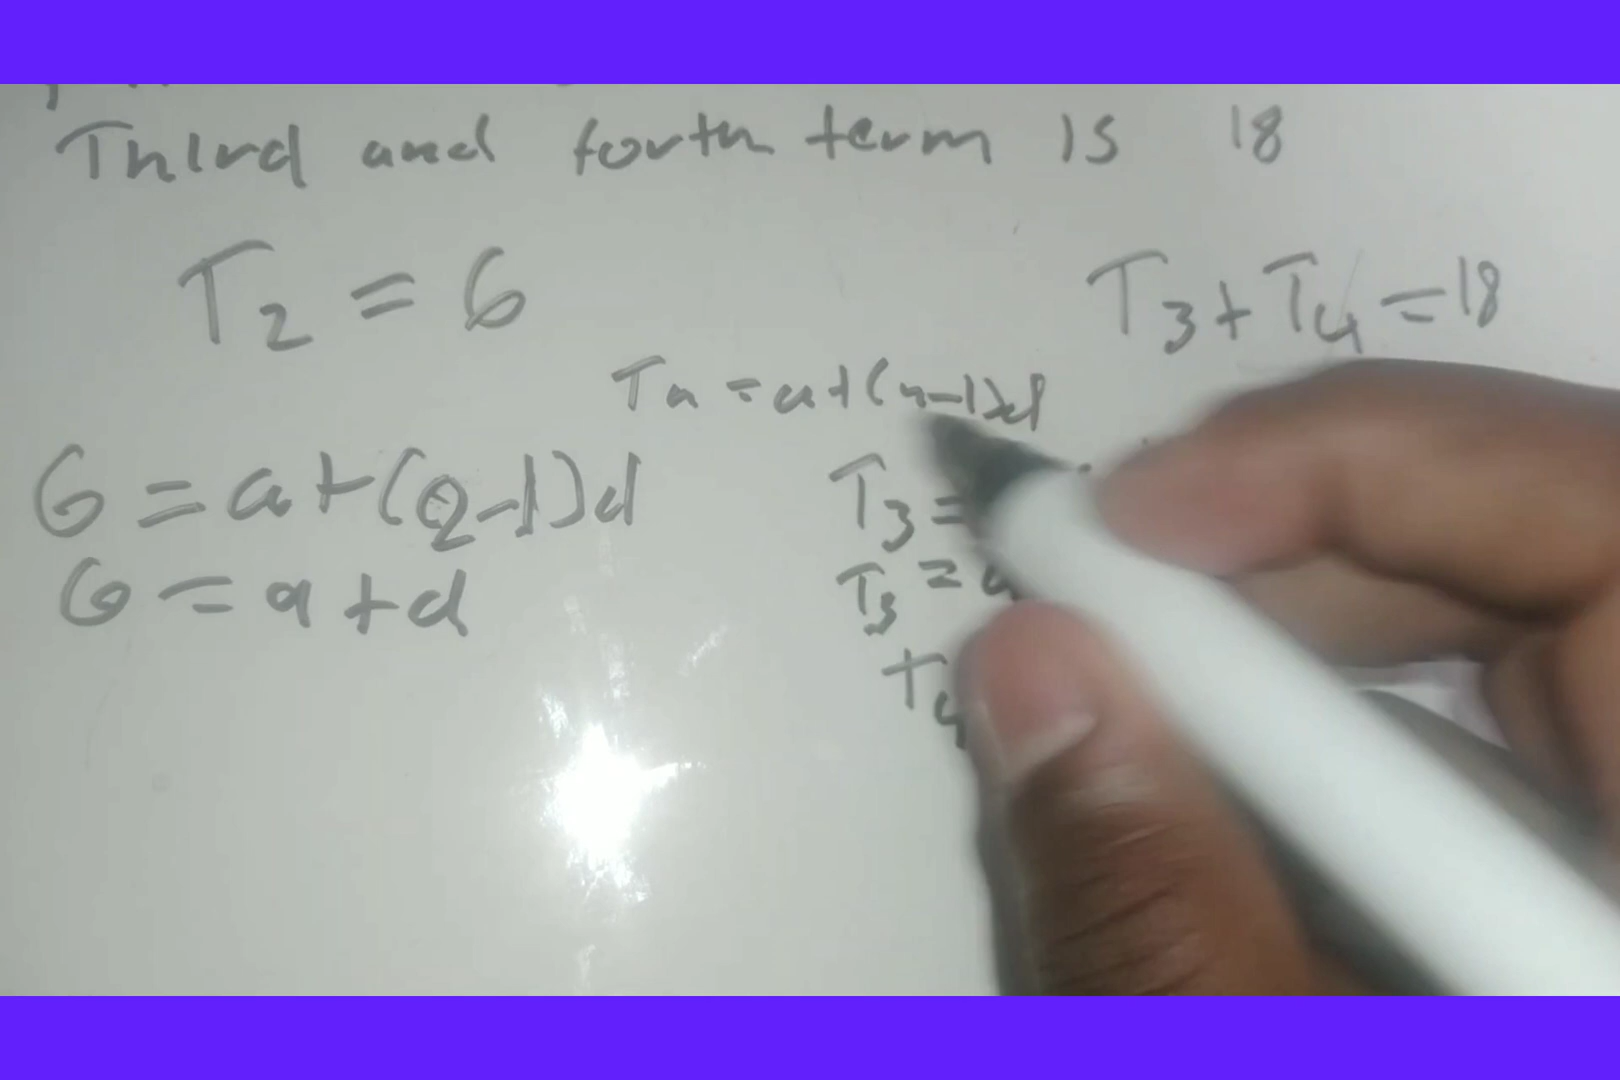 Third and forth term is 18
T2 = 6
T3 + T4 = 18
Tn = a+(n-1)d
6 = a+(2-1)d
T3 =
6 = a+d
T3 =
T4